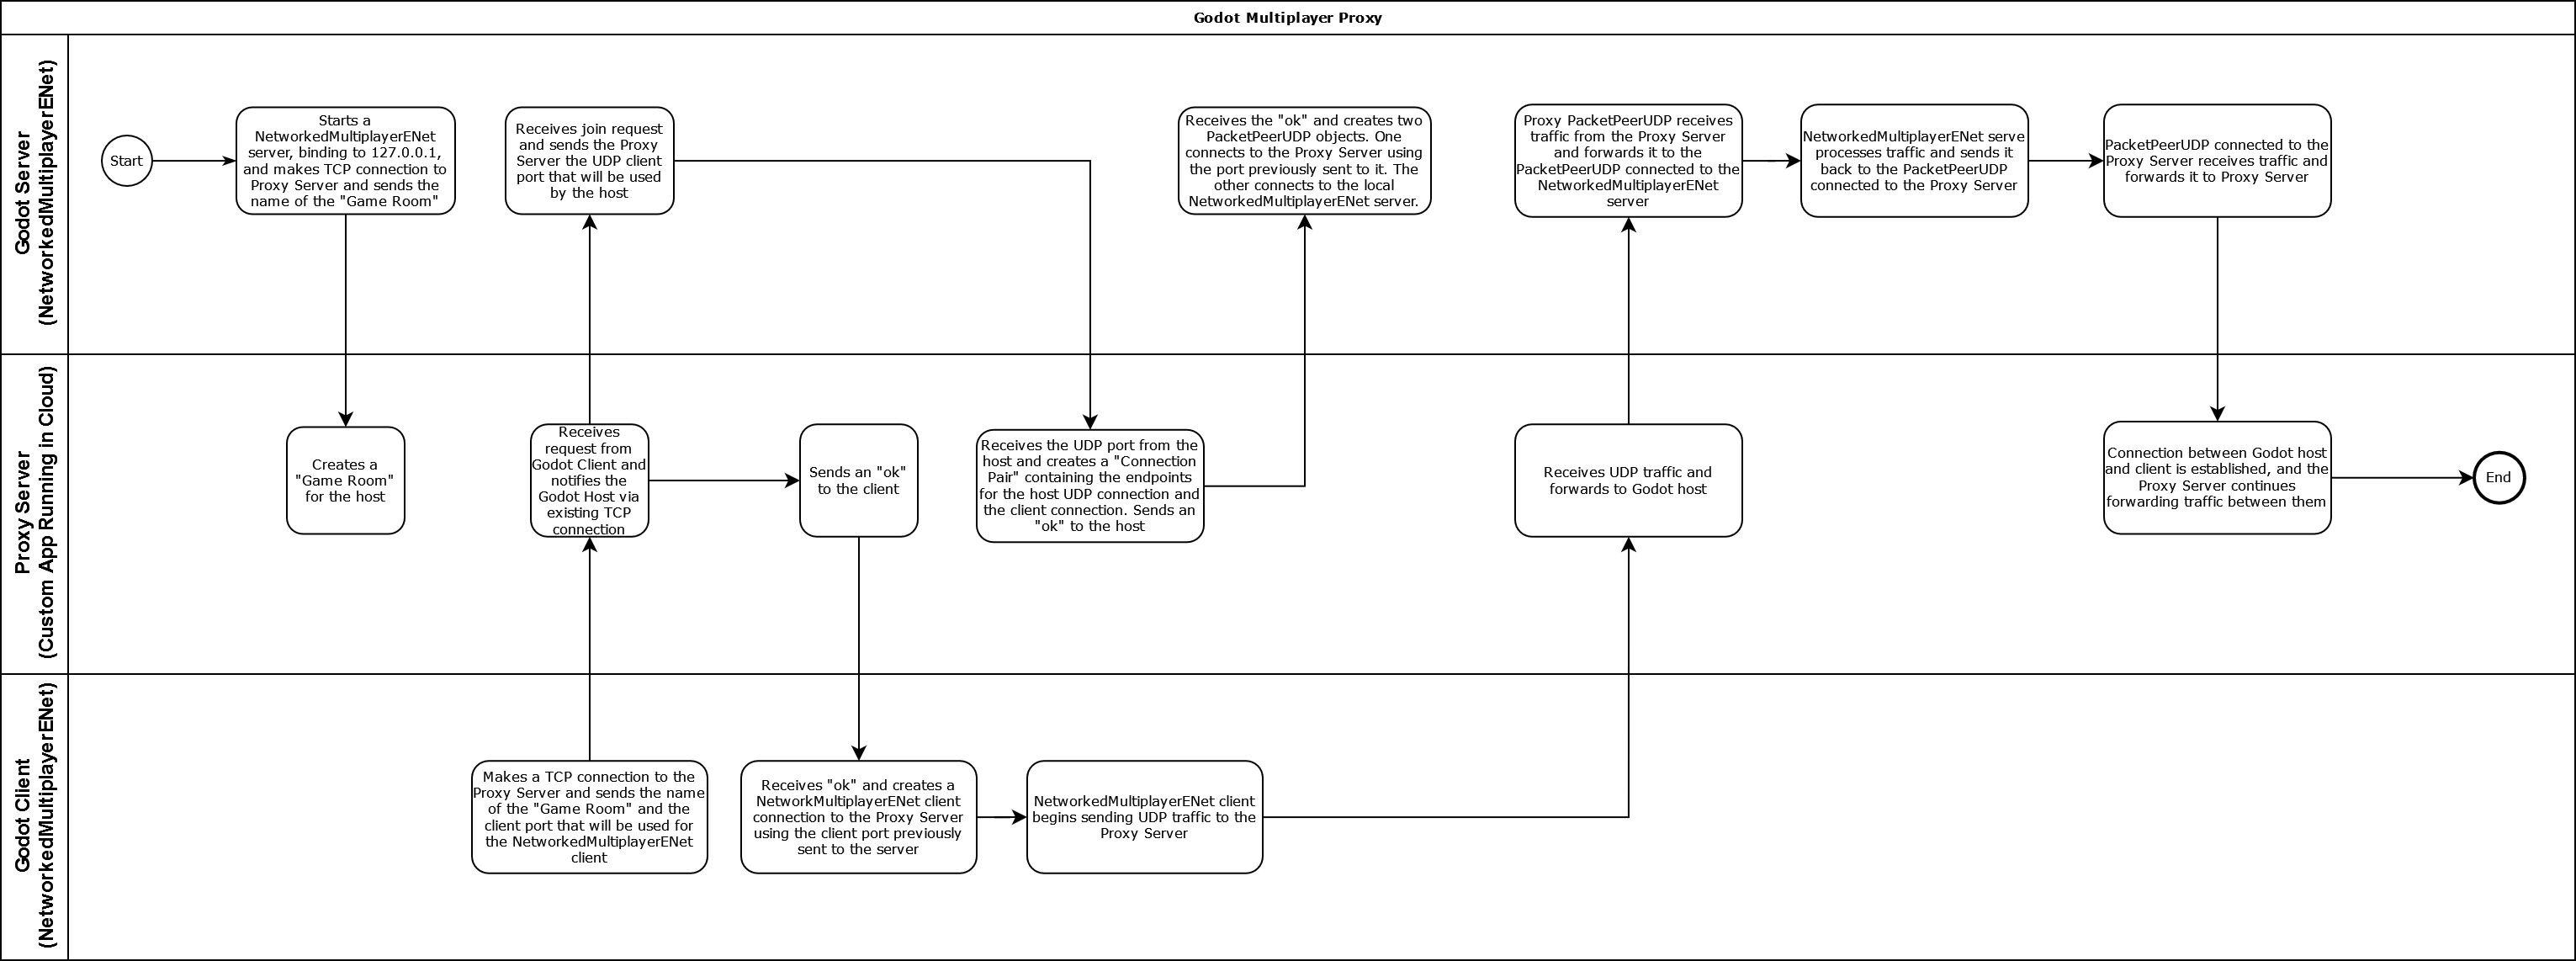 Godot Multiplayer Proxy
Godot Server
(NetworkedMultiplayerENet)
Start
Starts a
NetworkedMultiplayerENet
server, binding to 127.0.0.1,
and makes TCP connection to
Proxy Server and sends the
name of the "Game Room"
Receives join request
and sends the Proxy
Server the UDP client
port that will be used
by the host
Receives the "ok" and creates two
PacketPeerUDP objects. One
connects to the Proxy Server using
the port previously sent to it. The
other connects to the local
NetworkedMultiplayerENet server.
Proxy PacketPeerUDP receives
traffic from the Proxy Server
and forwards it to the
PacketPeerUDP connected to the
NetworkedMultiplayerENet
server
NetworkedMultiplayerENet serve
processes traffic and sends it
back to the PacketPeerUDP
connected to the Proxy Server
PacketPeerUDP connected to the
Proxy Server receives traffic and
forwards it to Proxy Server
Proxy Server
(Custom App Running in Cloud)
Creates a
"Game Room"
for the host
Receives
request from
Godot Client and
notifies the
Godot Host via
existing TCP
connection
Sends an "ok"
to the client
Receives the UDP port from the
host and creates a "Connection
Pair" containing the endpoints
for the host UDP connection and
the client connection. Sends an
"ok" to the host
Receives UDP traffic and
forwards to Godot host
Connection between Godot host
and client is established, and the
Proxy Server continues
forwarding traffic between them
End
Godot Client
(NetworkedMultiplayerENet)
Makes a TCP connection to the
Proxy Server and sends the name
of the "Game Room" and the
client port that will be used for
the NetworkedMultiplayerENet
client
Receives "ok" and creates a
NetworkMultiplayerENet client
connection to the Proxy Server
using the client port previously
sent to the server
NetworkedMultiplayerENet client
begins sending UDP traffic to the
Proxy Server